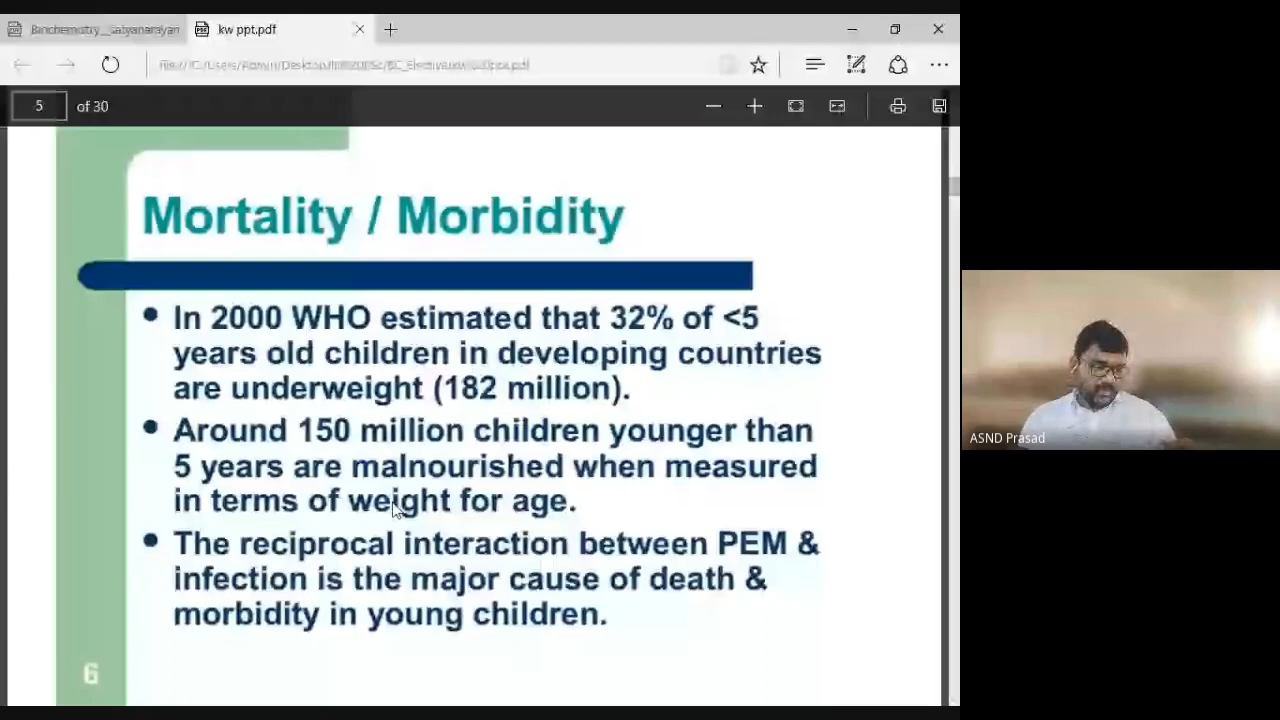 kw ppt.pdf
5 of 30
Mortality / Morbidity
• In 2000 WHO estimated that 32% of <5
years old children in developing countries
are underweight (182 million).
• Around 150 million children younger than
5 years are malnourished when measured
in terms of weight for age.
• The reciprocal interaction between PEM &
infection is the major cause of death &
morbidity in young children.
6
ASND Prasad